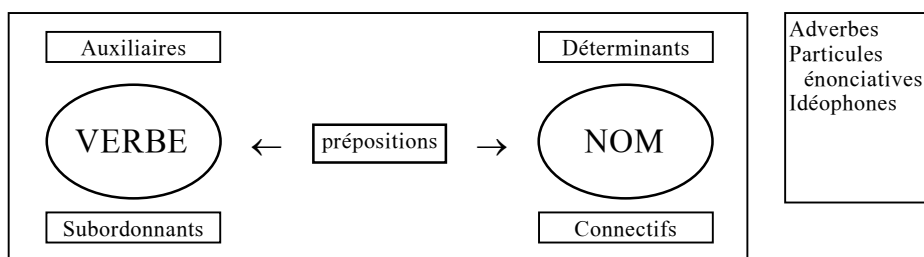 Auxiliaires
Déterminants
VERBE
←
prépositions
→
NOM
Subordonnants
Connectifs
Adverbes
Particules
énonciatives
Idéophones